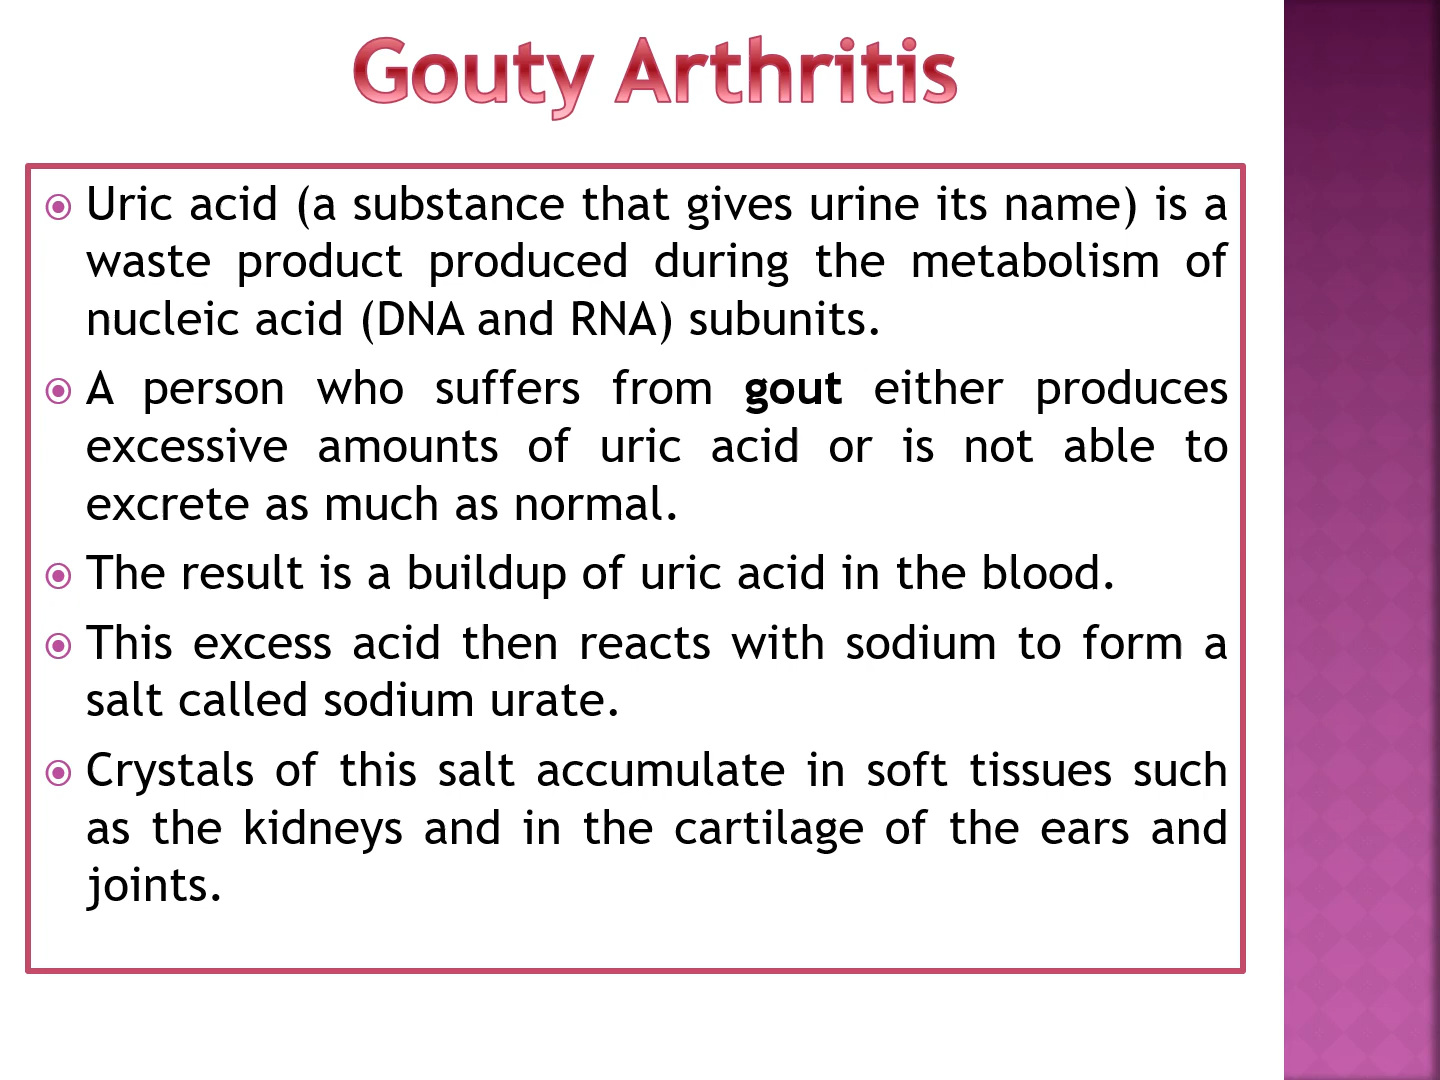 Gouty Arthritis
Uric acid (a substance that gives urine its name) is a
waste product produced during the metabolism of
nucleic acid (DNA and RNA) subunits.
A person who suffers from gout either produces
excessive amounts of uric acid or is not able to
excrete as much as normal.
The result is a buildup of uric acid in the blood.
This excess acid then reacts with sodium to form a
salt called sodium urate.
Crystals of this salt accumulate in soft tissues such
as the kidneys and in the cartilage of the ears and
joints.